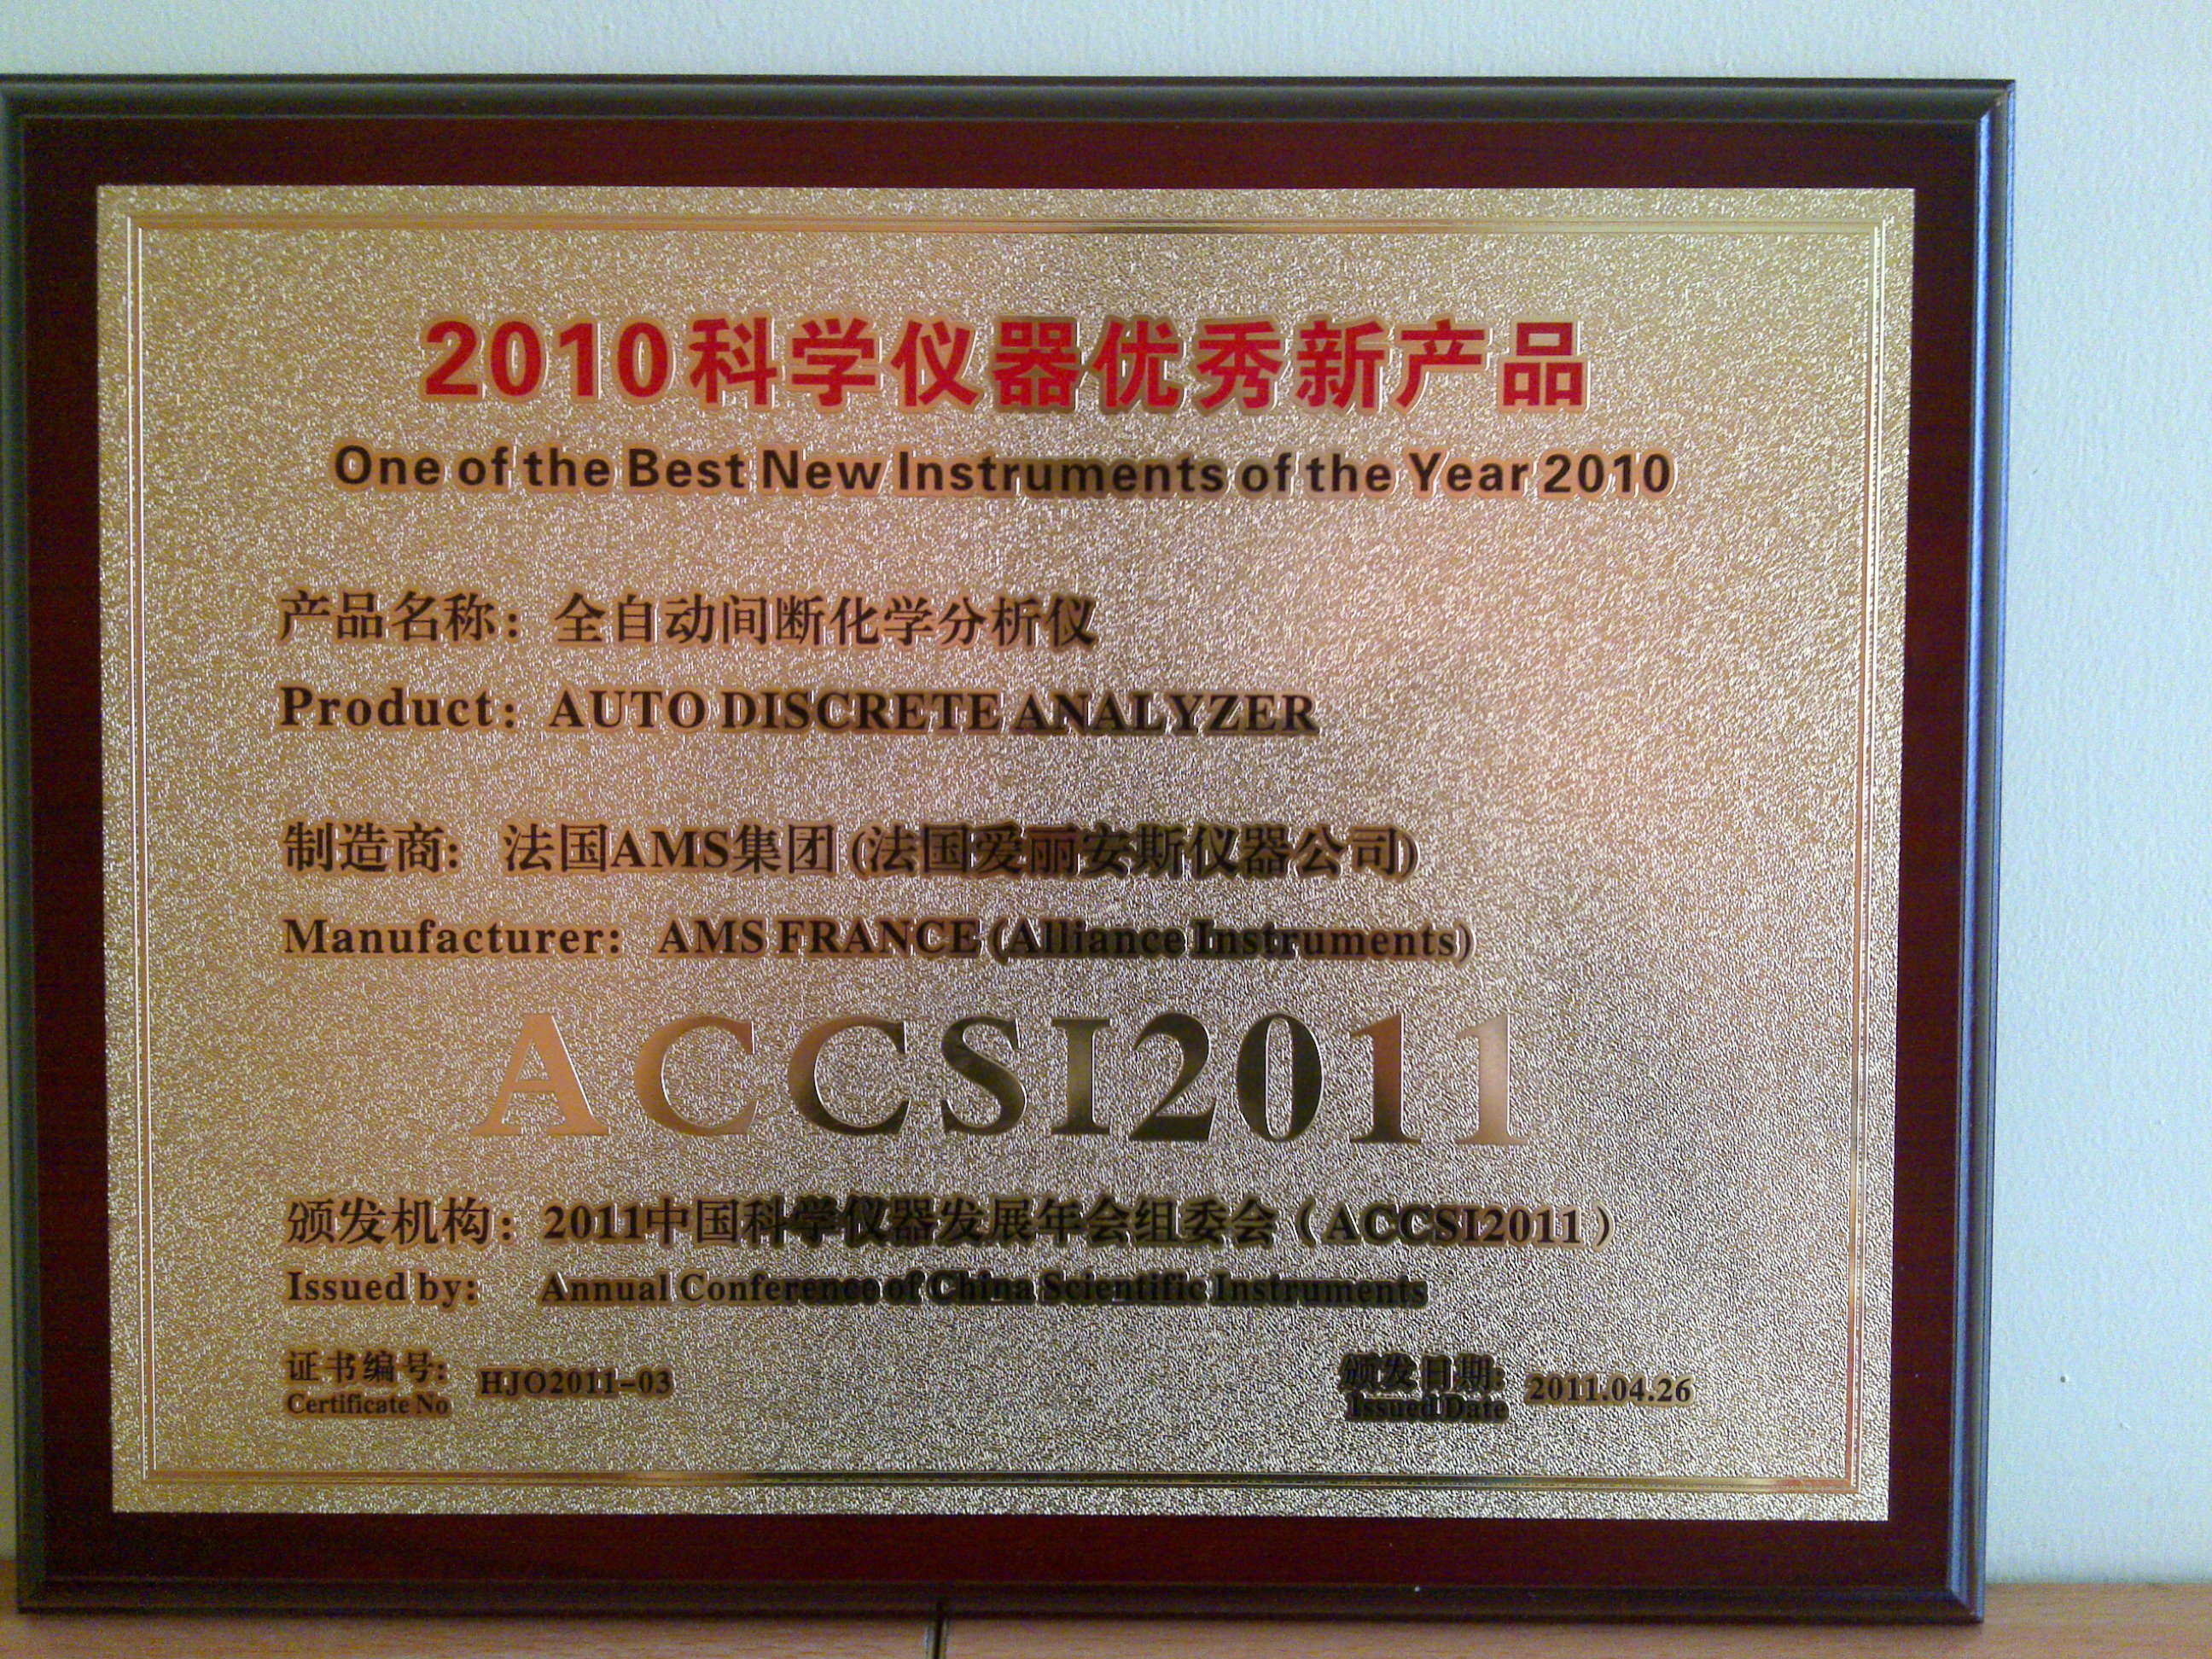 2010科学仪器优秀新产品
One of the Best New Instruments of the Year 2010
产品名称：全自动间断化学分析仪
Product：AUTO DISCRETE ANALYZER
制造商：法国AMS集团 (法国爱丽安斯仪器公司)
Manufacturer：AMS FRANCE (Alliance Instruments)
ACCSI2011
颁发机构：2011中国科学仪器发展年会组委会（ACCSI2011）
Issued by：Annual Conference of China Scientific Instruments
证书编号: HJO2011-03
Certificate No
颁发日期: 2011.04.26
Issued Date